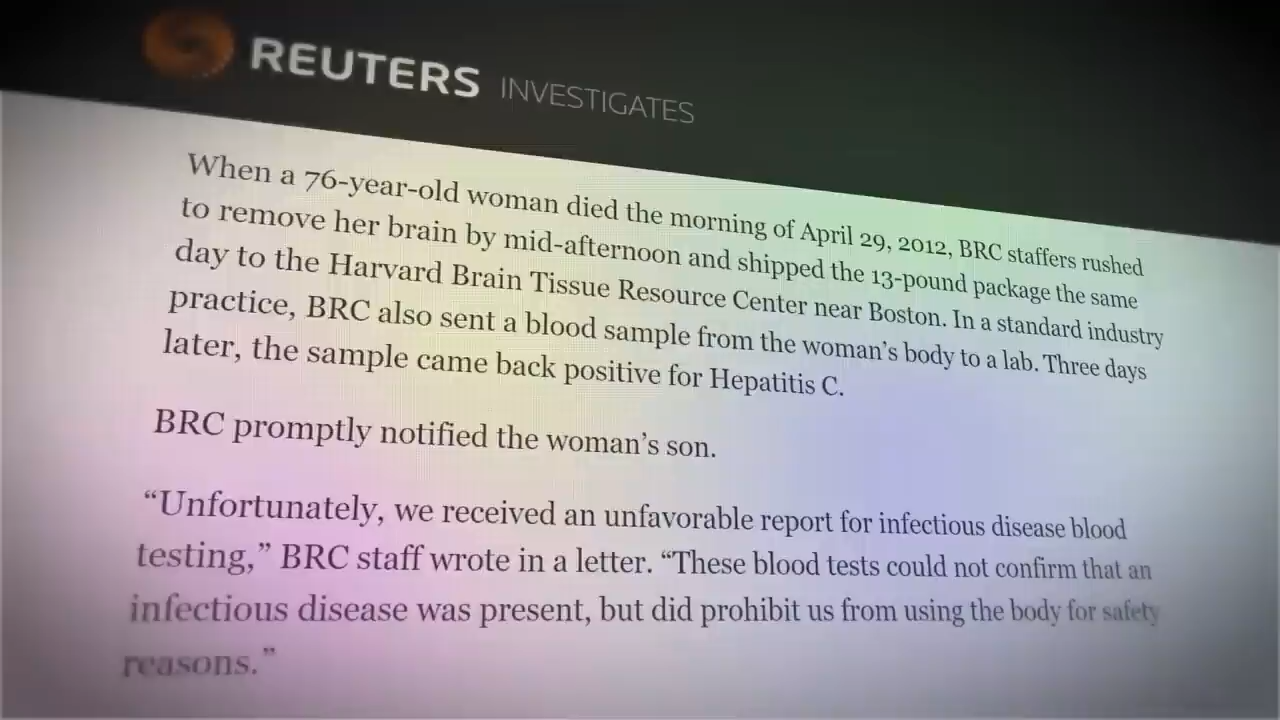 REUTERS INVESTIGATES
When a 76-year-old woman died the morning of April 29, 2012, BRC staffers rushed
to remove her brain by mid-afternoon and shipped the 13-pound package the same
day to the Harvard Brain Tissue Resource Center near Boston. In a standard industry
practice, BRC also sent a blood sample from the woman’s body to a lab. Three days
later, the sample came back positive for Hepatitis C.
BRC promptly notified the woman’s son.
“Unfortunately, we received an unfavorable report for infectious disease blood
testing,” BRC staff wrote in a letter. “These blood tests could not confirm that an
infectious disease was present, but did prohibit us from using the body for safety
reasons.”